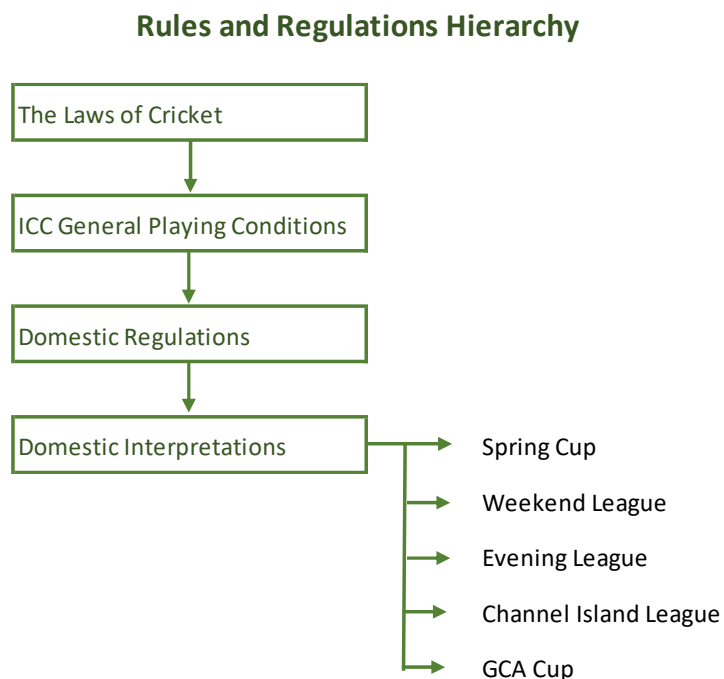 Rules and Regulations Hierarchy
The Laws of Cricket
ICC General Playing Conditions
Domestic Regulations
Domestic Interpretations
Spring Cup
Weekend League
Evening League
Channel Island League
GCA Cup